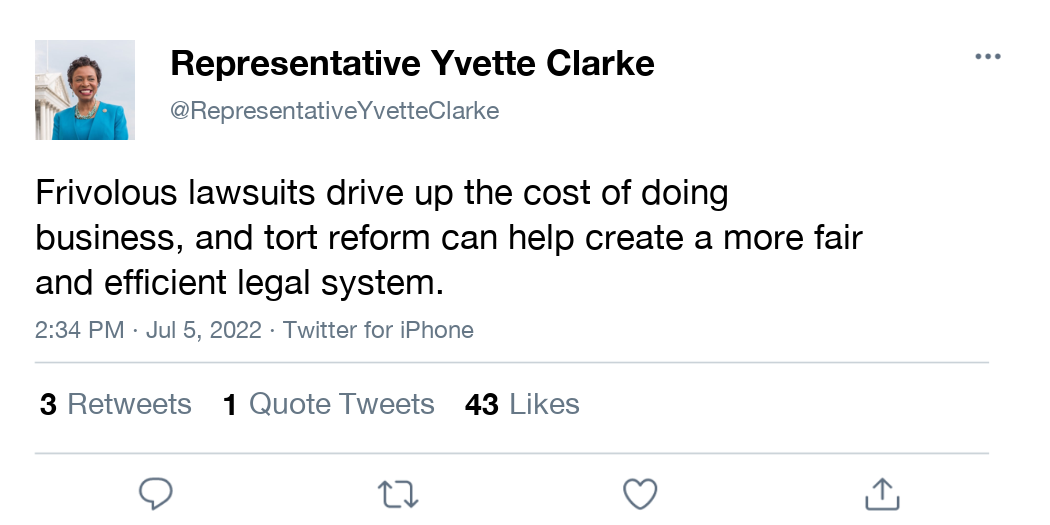 Representative Yvette Clarke
@RepresentativeYvetteClarke
Frivolous lawsuits drive up the cost of doing
business, and tort reform can help create a more fair
and efficient legal system.
2:34 PM · Jul 5, 2022 · Twitter for iPhone
3 Retweets 1 Quote Tweets 43 Likes